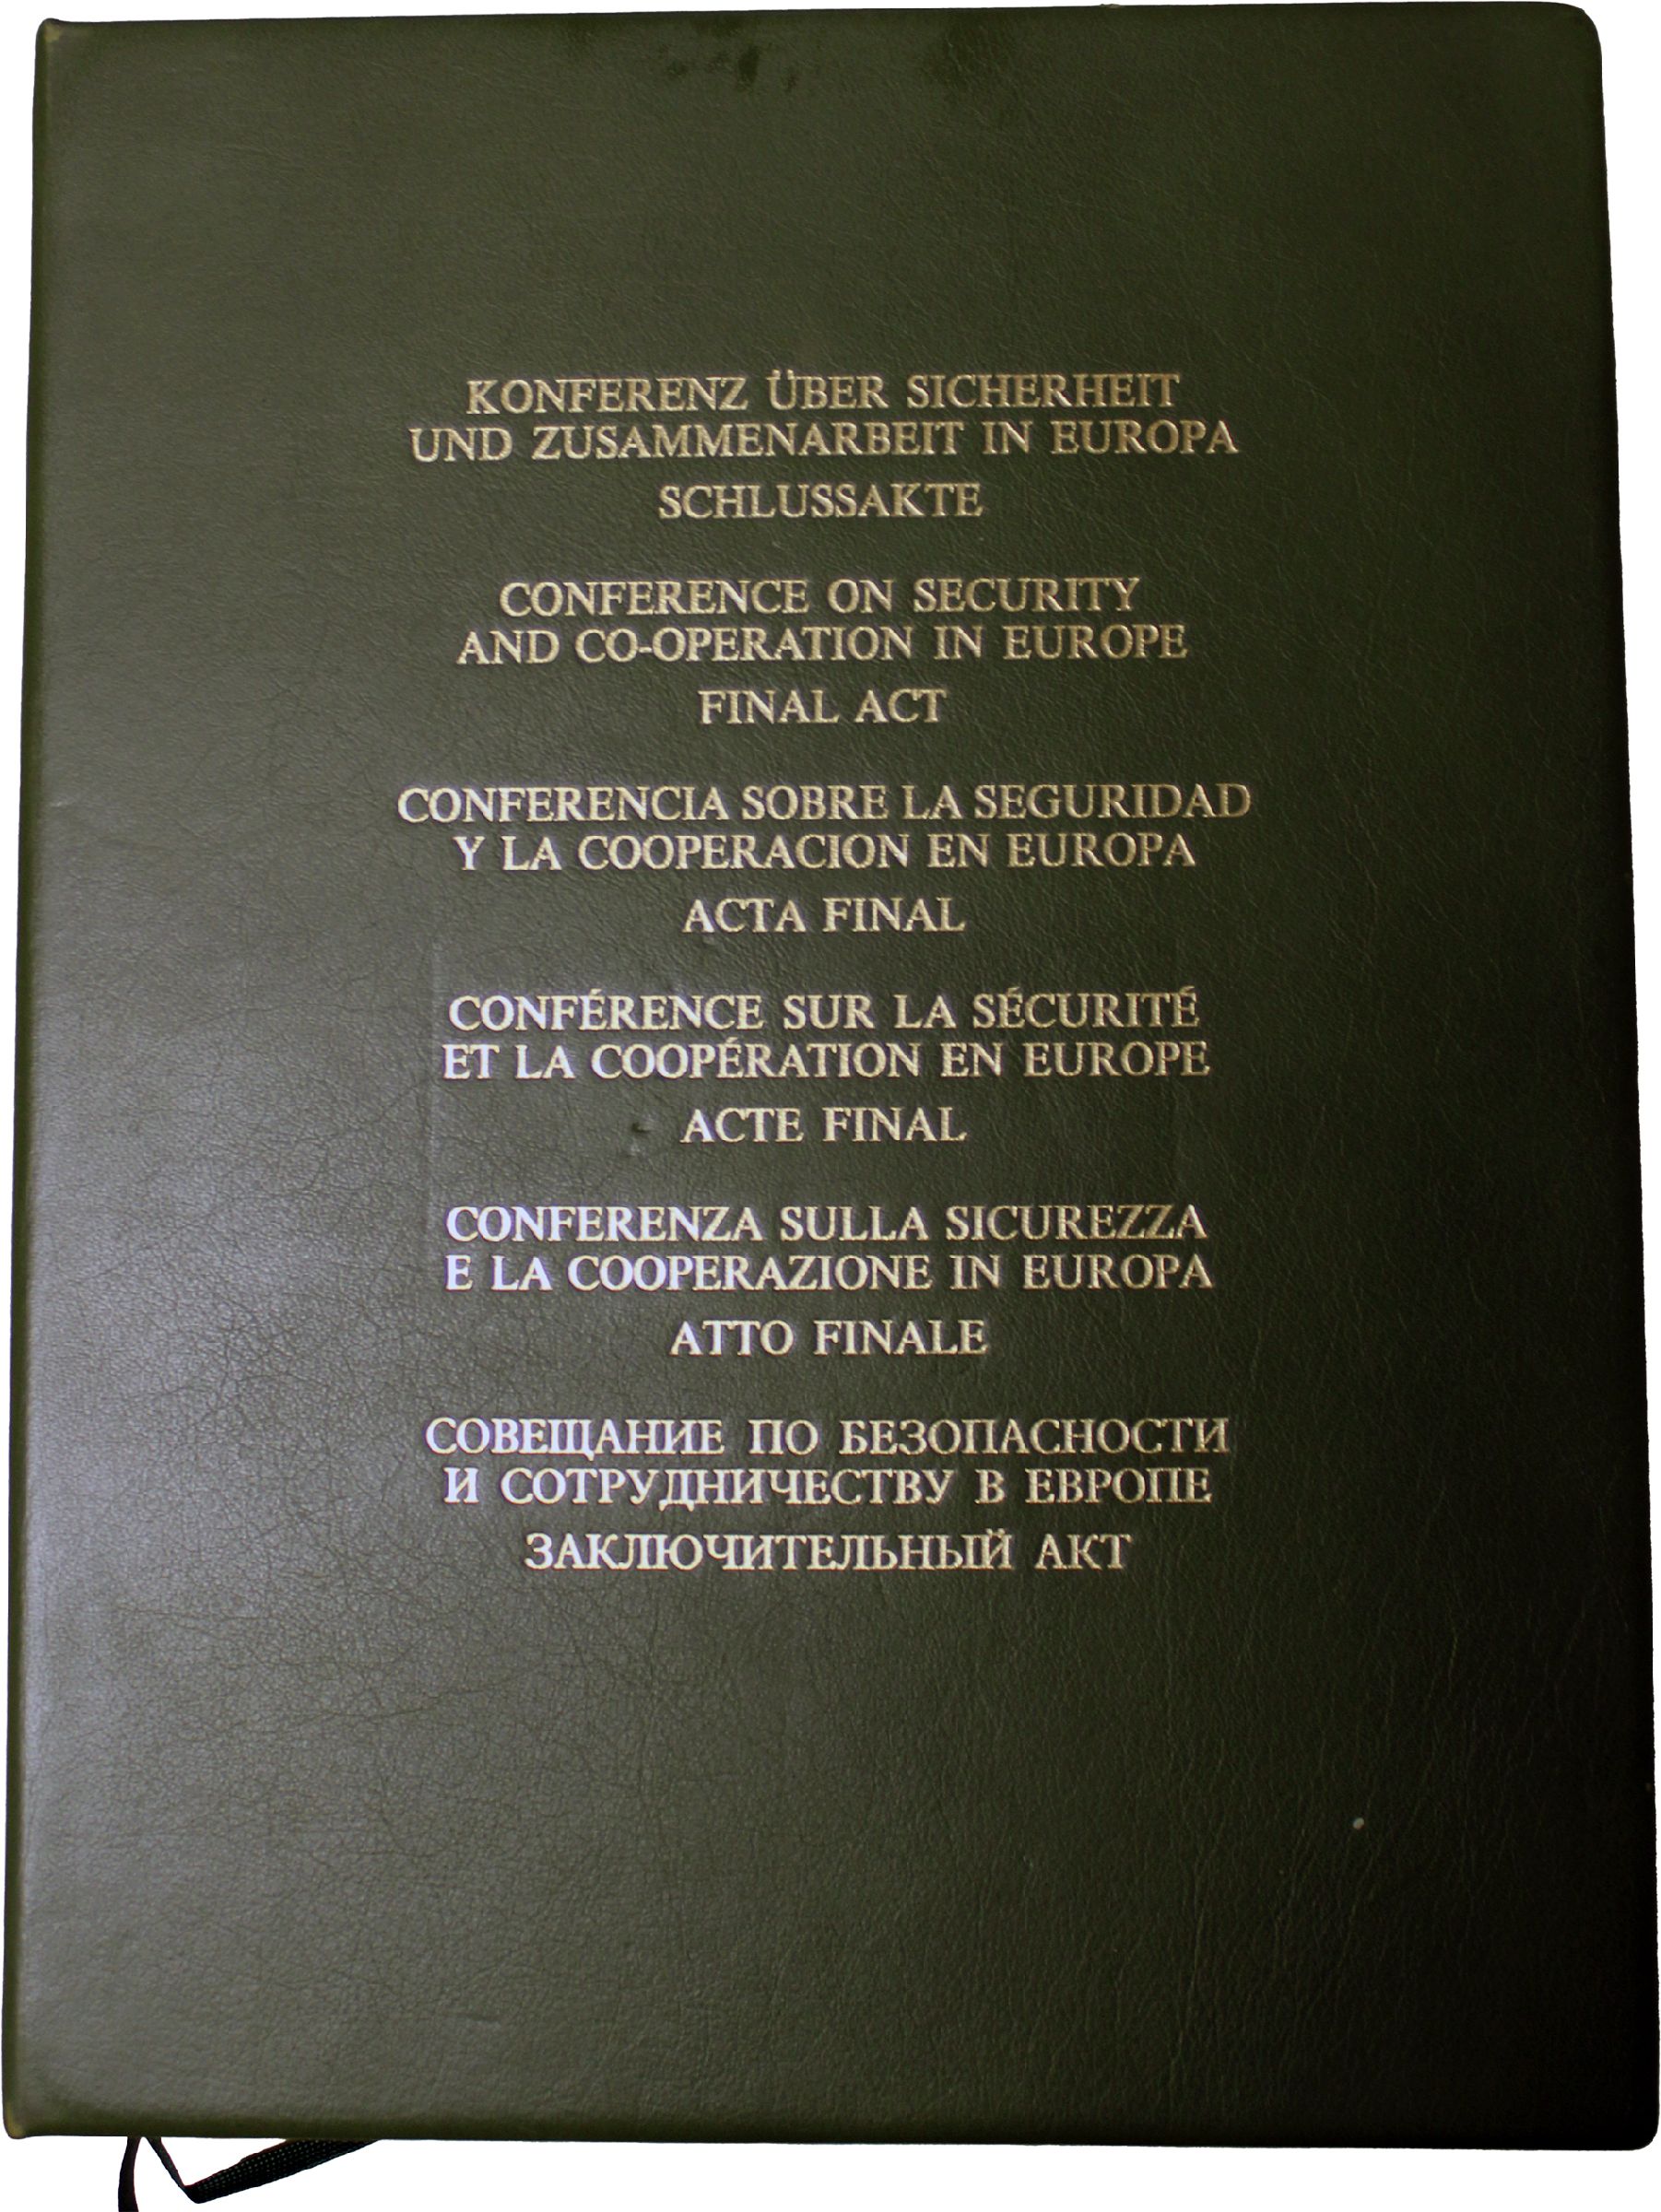 KONFERENZ ÜBER SICHERHEIT
UND ZUSAMMENARBEIT IN EUROPA
SCHLUSSAKTE
CONFERENCE ON SECURITY
AND CO-OPERATION IN EUROPE
FINAL ACT
CONFERENCIA SOBRE LA SEGURIDAD
Y LA COOPERACION EN EUROPA
ACTA FINAL
CONFÉRENCE SUR LA SÉCURITÉ
ET LA COOPÉRATION EN EUROPE
ACTE FINAL
CONFERENZA SULLA SICUREZZA
E LA COOPERAZIONE IN EUROPA
ATTO FINALE
СОВЕЩАНИЕ ПО БЕЗОПАСНОСТИ
И СОТРУДНИЧЕСТВУ В ЕВРОПЕ
ЗАКЛЮЧИТЕЛЬНЫЙ АКТ